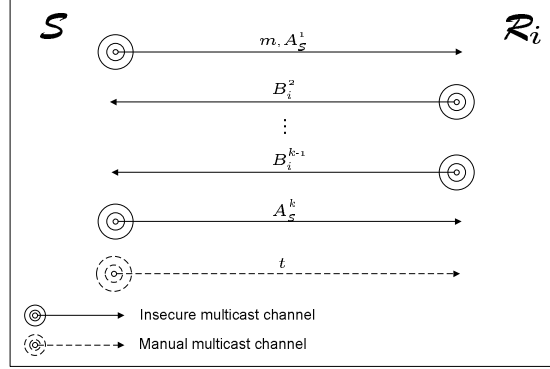 S R_i
m, A_S^1
B_i^2
⋮
B_i^{k-1}
A_S^k
t
Insecure multicast channel
Manual multicast channel